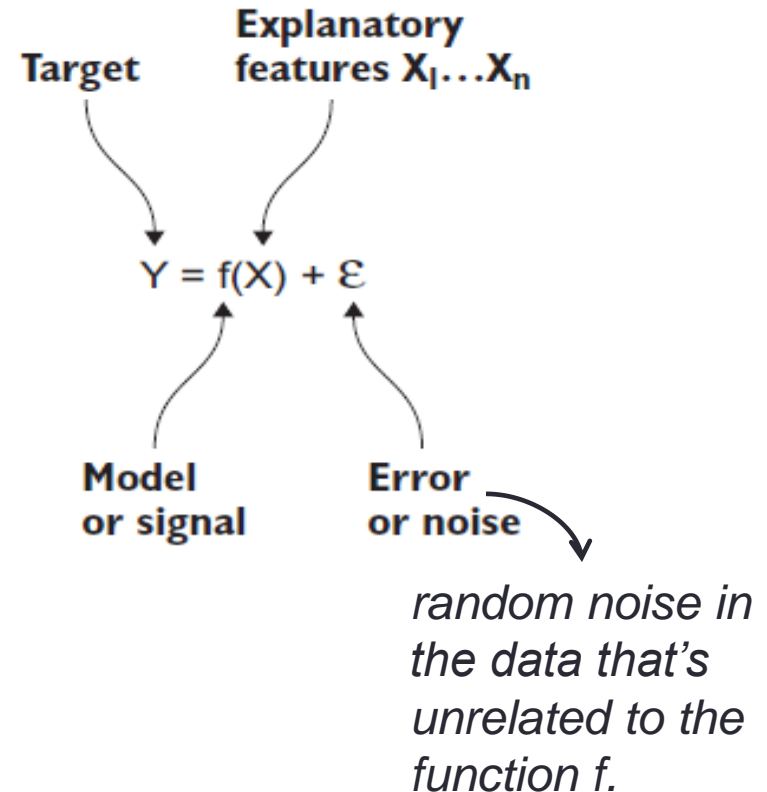 Explanatory
Target features X₁...Xₙ
Y = f(X) + ε
Model Error
or signal or noise
random noise in
the data that's
unrelated to the
function f.